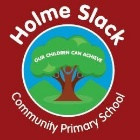 Holme Slack
OUR CHILDREN CAN ACHIEVE
Community Primary School